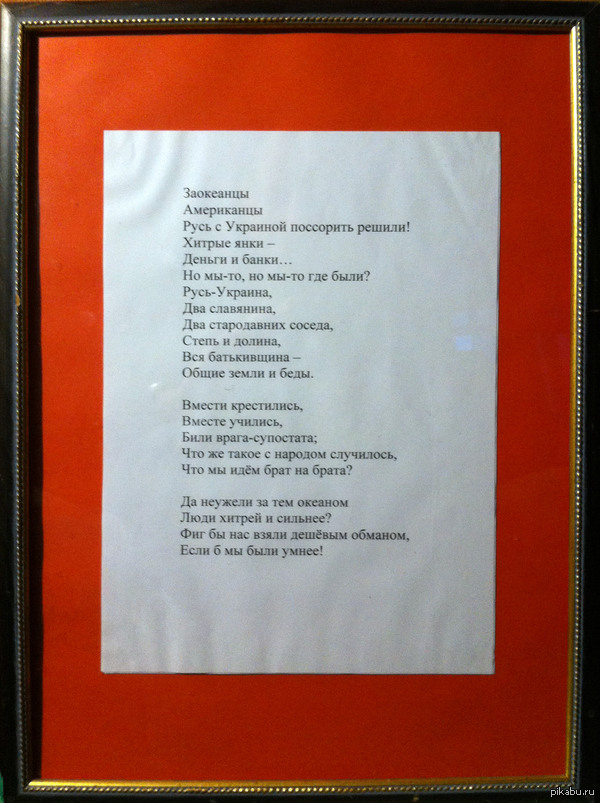 Заокеанцы
Американцы
Русь с Украиной поссорить решили!
Хитрые янки –
Деньги и банки…
Но мы-то, но мы-то где были?
Русь-Украина,
Два славянина,
Два стародавних соседа,
Степь и долина,
Вся батькивщина –
Общие земли и беды.
Вмести крестились,
Вместе учились,
Били врага-супостата;
Что же такое с народом случилось,
Что мы идём брат на брата?
Да неужели за тем океаном
Люди хитрей и сильнее?
Фиг бы нас взяли дешёвым обманом,
Если б мы были умнее!
pikabu.ru